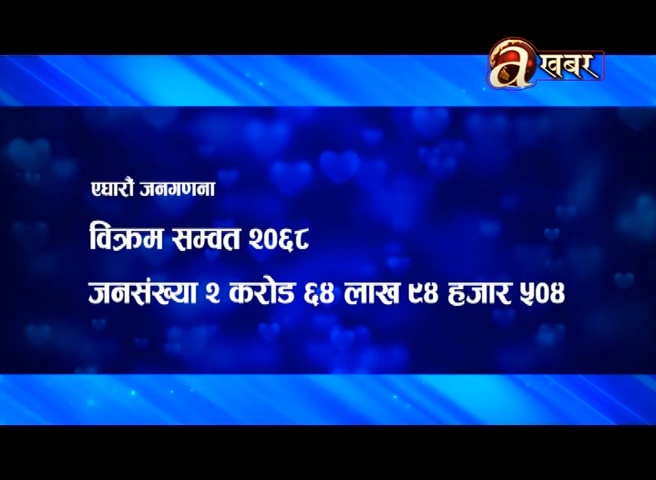 a खबर
एघारौं जनगणना
विक्रम सम्वत २०६८
जनसंख्या २ करोड ६४ लाख ९४ हजार ५०४